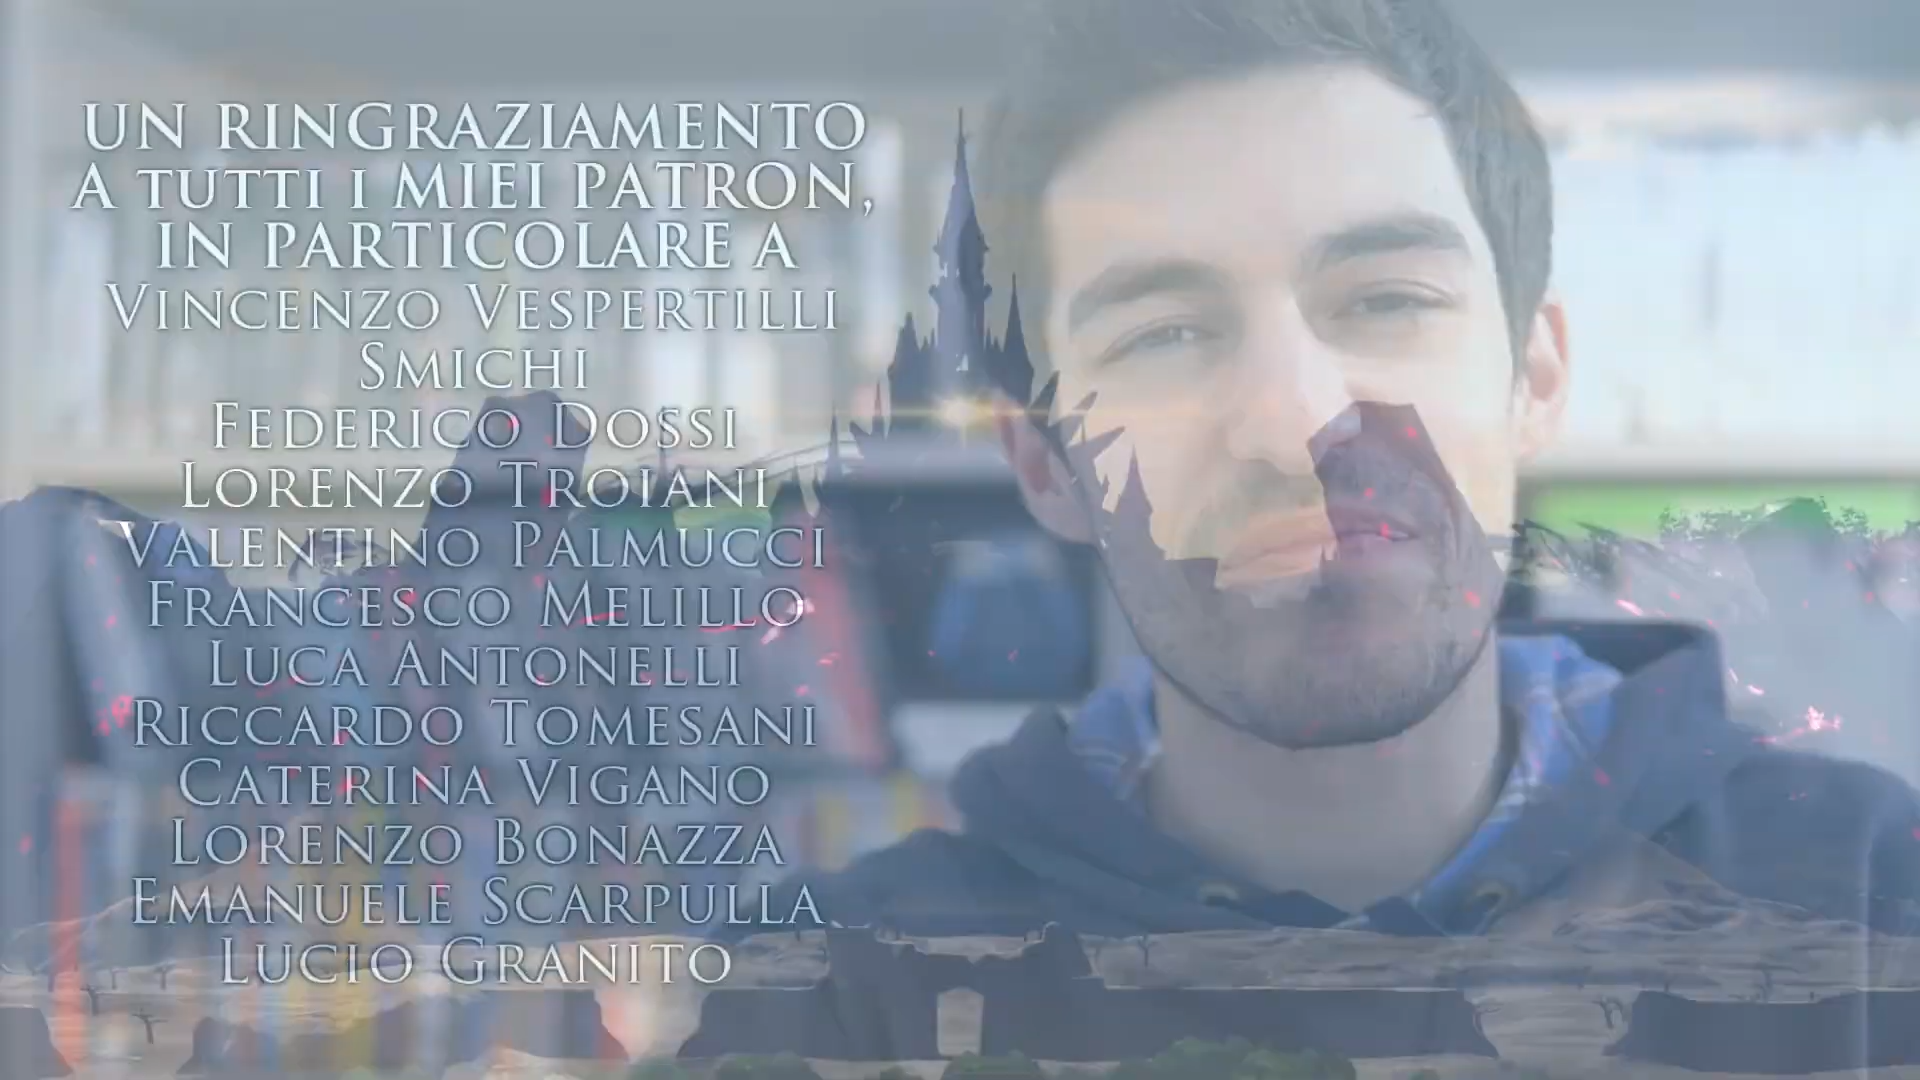 UN RINGRAZIAMENTO
A TUTTI I MIEI PATRON,
IN PARTICOLARE A
VINCENZO VESPERTILLI
SMICHI
FEDERICO DOSSI
LORENZO TROIANI
VALENTINO PALMUCCI
FRANCESCO MELILLO
LUCA ANTONELLI
RICCARDO TOMESANI
CATERINA VIGANO
LORENZO BONAZZA
EMANUELE SCARPULLA
LUCIO GRANITO